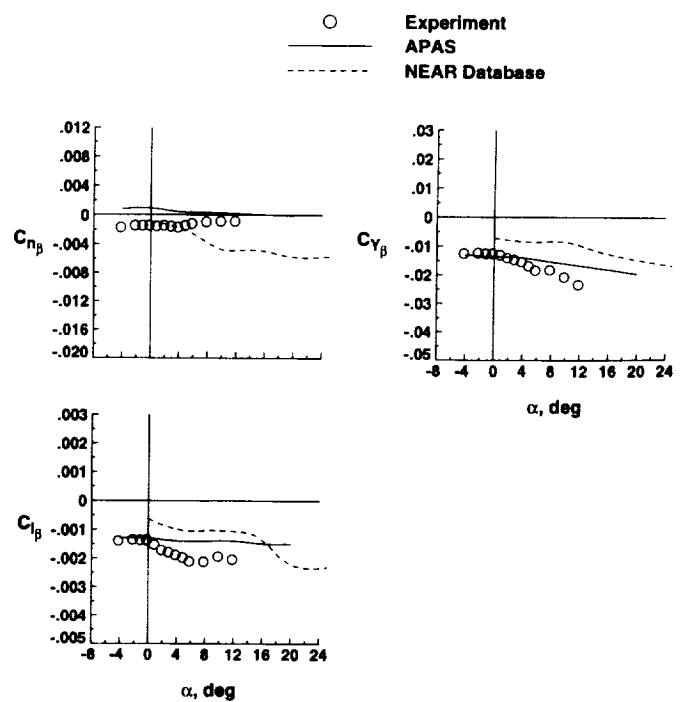 Experiment
APAS
NEAR Database
.012
.008
.004
0
-.004
-.008
-.012
-.016
-.020
Cnβ
.03
.02
.01
0
-.01
-.02
-.03
-.04
-.05
CYβ
-8 -4 0 4 8 12 16 20 24
α, deg
.003
.002
.001
0
-.001
-.002
-.003
-.004
-.005
Clβ
-8 -4 0 4 8 12 16 20 24
α, deg